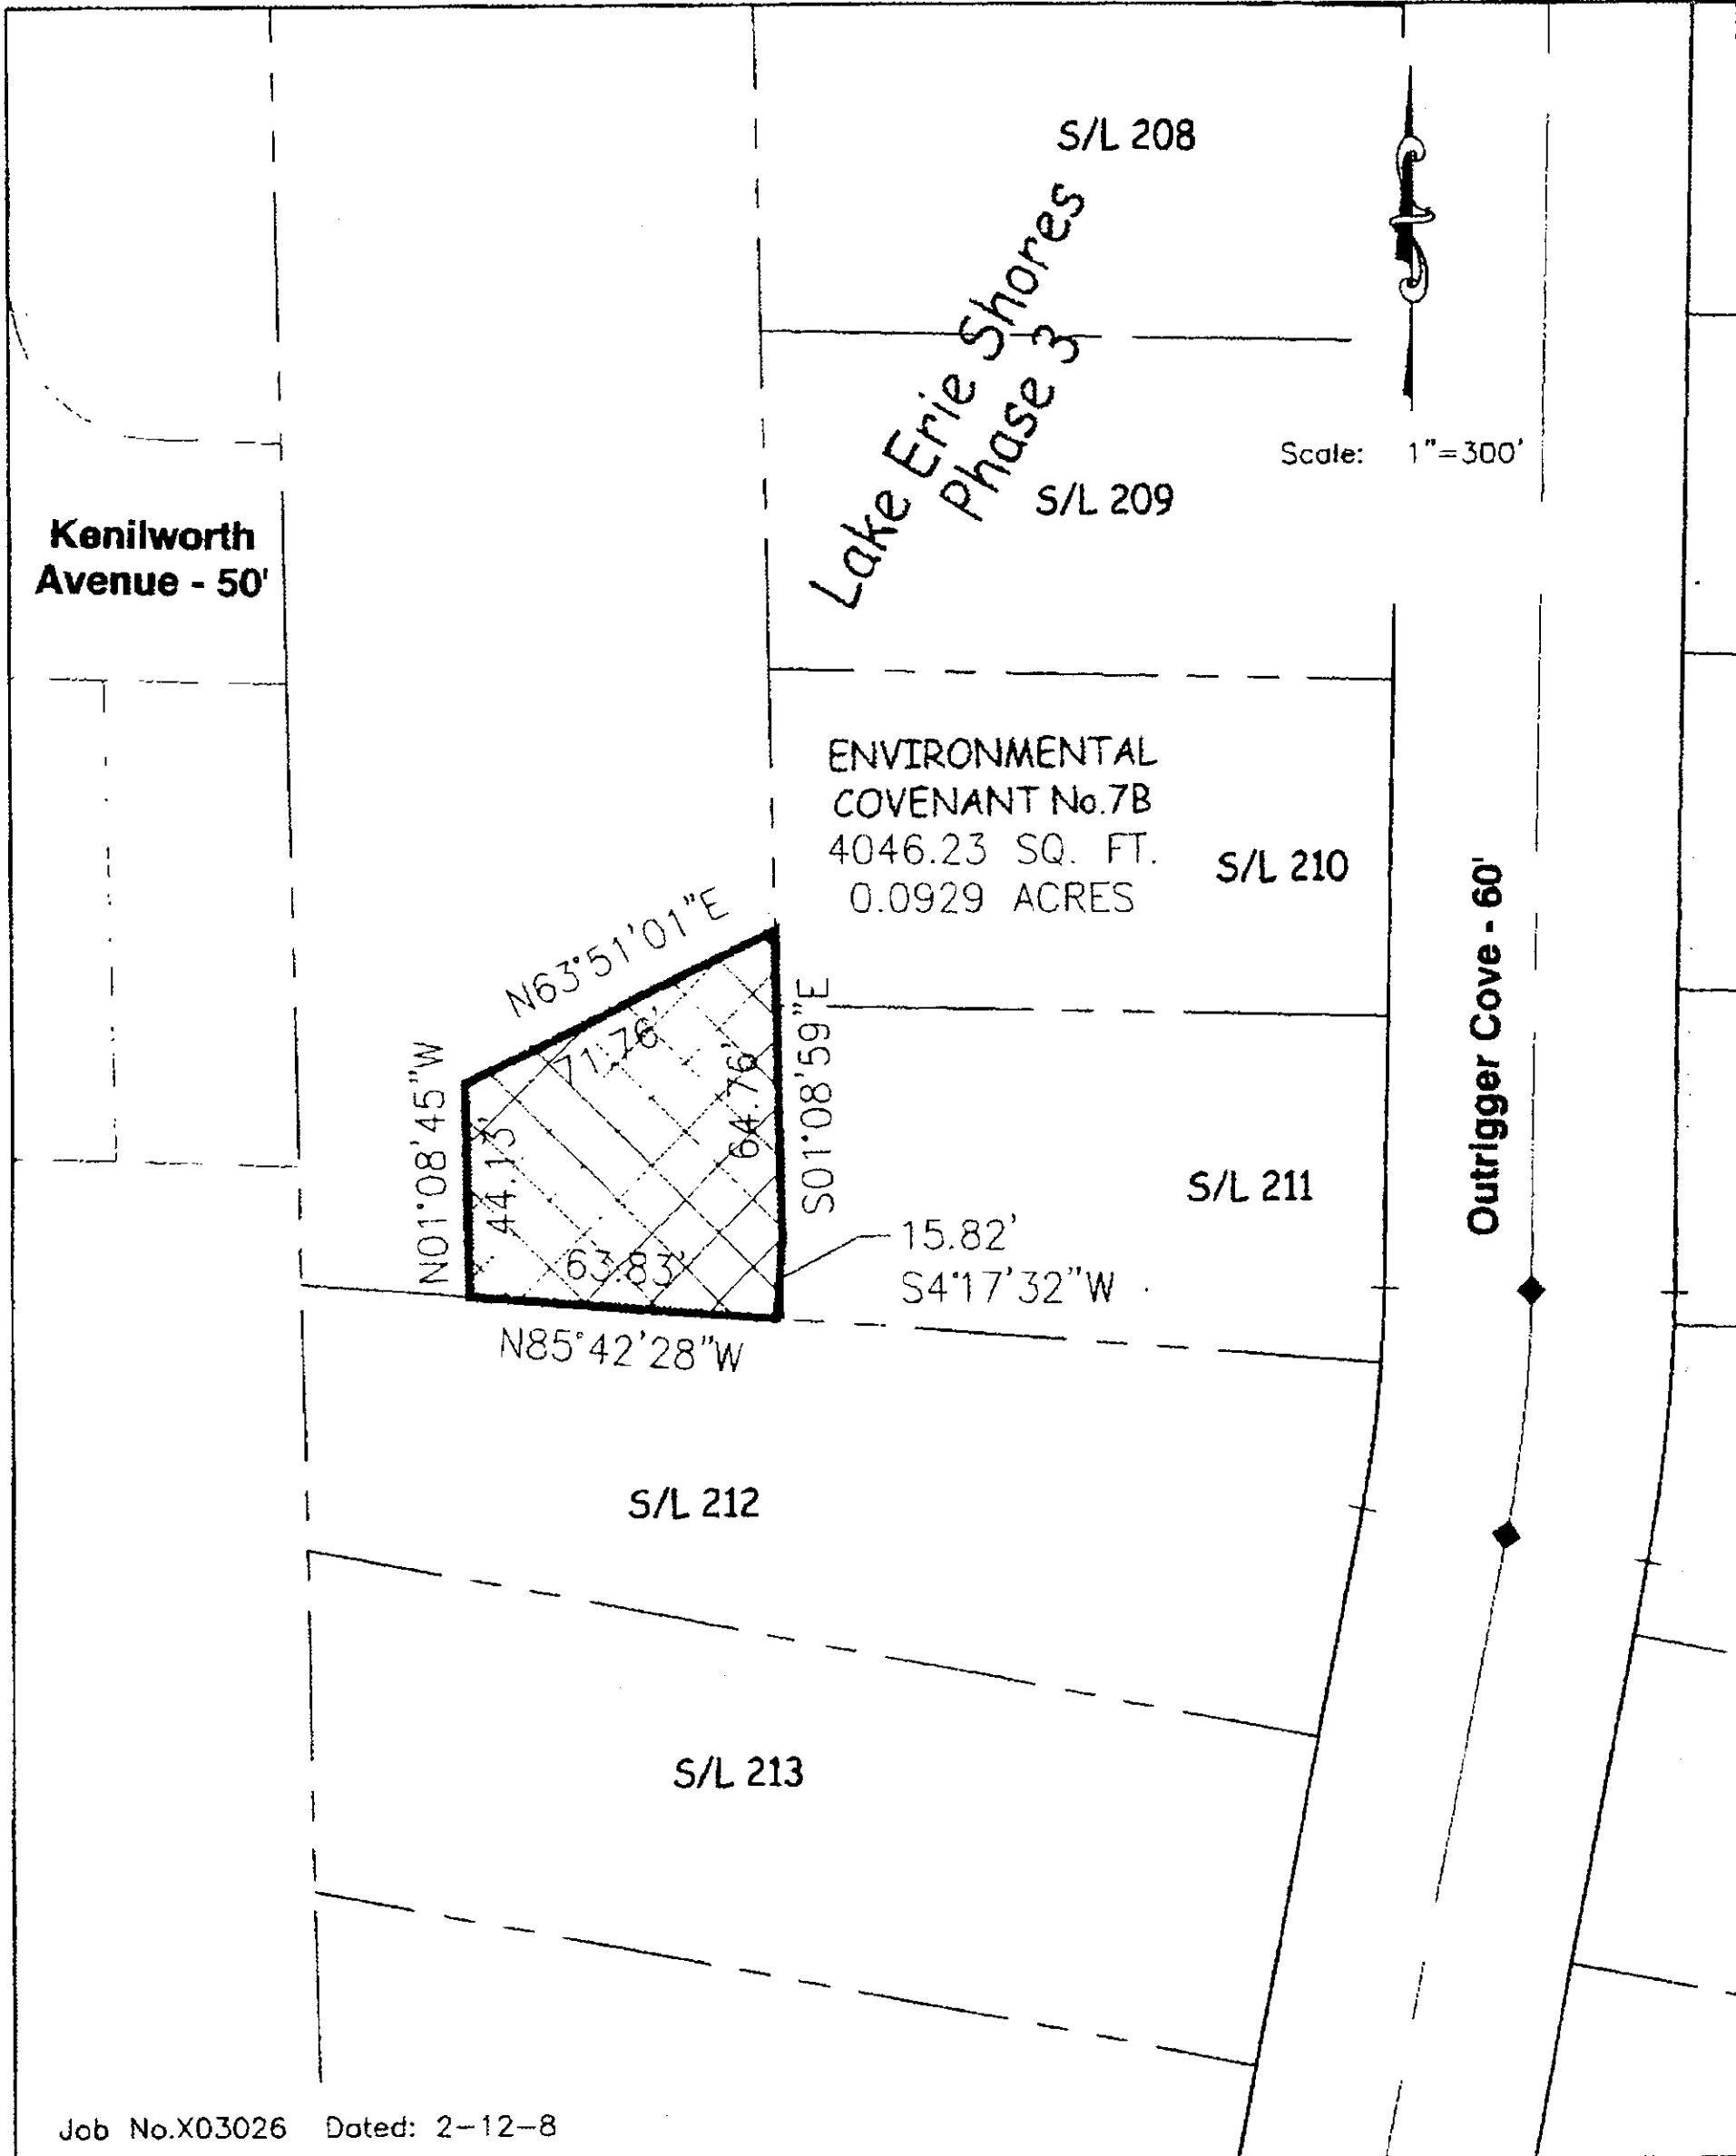 S/L 208
Lake Erie Shores
Phase 3
Scale: 1"=300'
S/L 209
Kenilworth
Avenue - 50'
ENVIRONMENTAL
COVENANT No.7B
4046.23 SQ. FT.
0.0929 ACRES
S/L 210
Outrigger Cove - 60'
N63°51'01"E
71.76'
N01°08'45"W
44.13'
64.76'
S01°08'59"E
S/L 211
63.83'
15.82'
S4°17'32"W
N85°42'28"W
S/L 212
S/L 213
Job No.X03026 Dated: 2-12-8